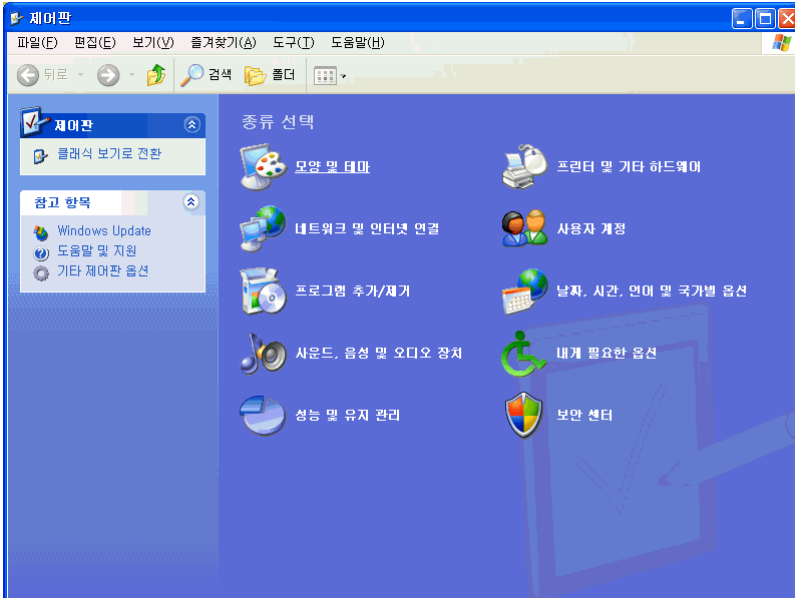 제어판
파일(F) 편집(E) 보기(V) 즐겨찾기(A) 도구(T) 도움말(H)
뒤로 검색 폴더
제어판
클래식 보기로 전환
참고 항목
Windows Update
도움말 및 지원
기타 제어판 옵션
종류 선택
모양 및 테마
프린터 및 기타 하드웨어
네트워크 및 인터넷 연결
사용자 계정
프로그램 추가/제거
날짜, 시간, 언어 및 국가별 옵션
사운드, 음성 및 오디오 장치
내게 필요한 옵션
성능 및 유지 관리
보안 센터